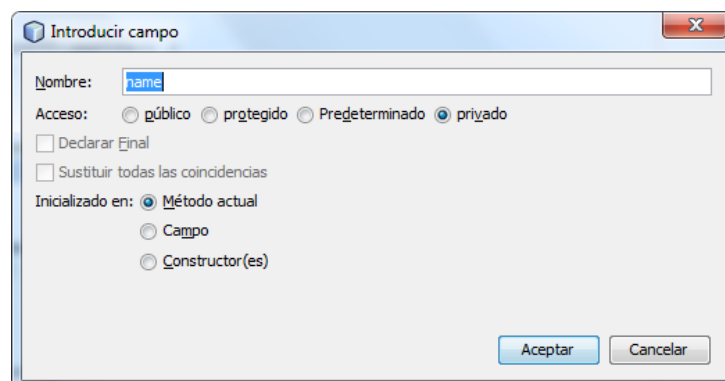 Introducir campo
Nombre: name
Acceso: público protegido Predeterminado privado
Declarar Final
Sustituir todas las coincidencias
Inicializado en: Método actual
Campo
Constructor(es)
Aceptar Cancelar